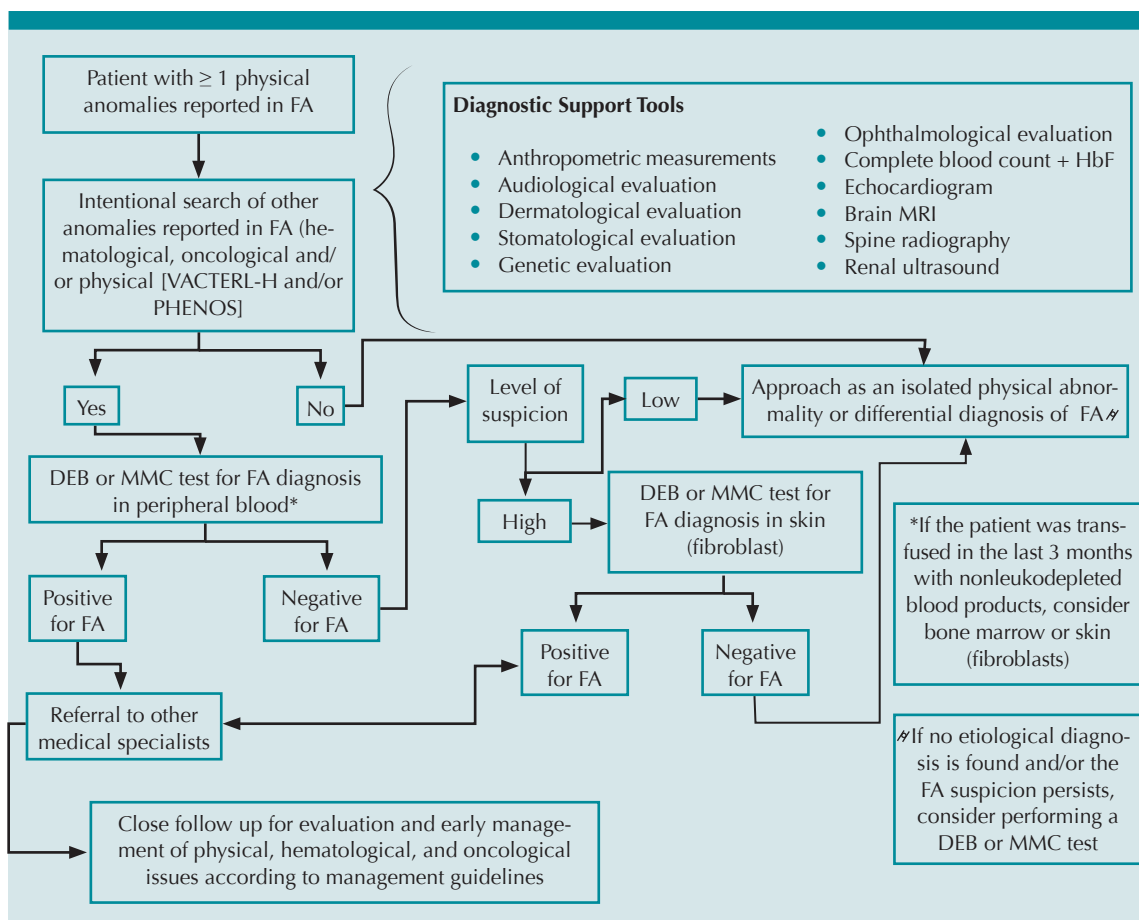 Patient with ≥ 1 physical
anomalies reported in FA
Intentional search of other
anomalies reported in FA (he-
matological, oncological and/
or physical [VACTERL-H and/or
PHENOS]
Diagnostic Support Tools
• Anthropometric measurements
• Audiological evaluation
• Dermatological evaluation
• Stomatological evaluation
• Genetic evaluation
• Ophthalmological evaluation
• Complete blood count + HbF
• Echocardiogram
• Brain MRI
• Spine radiography
• Renal ultrasound
Yes
No
Level of
suspicion
Low
Approach as an isolated physical abnor-
mality or differential diagnosis of FA〃
DEB or MMC test for FA diagnosis
in peripheral blood*
High
DEB or MMC test for
FA diagnosis in skin
(fibroblast)
Positive
for FA
Negative
for FA
Positive
for FA
Negative
for FA
*If the patient was trans-
fused in the last 3 months
with nonleukodepleted
blood products, consider
bone marrow or skin
(fibroblasts)
Referral to other
medical specialists
〃If no etiological diagno-
sis is found and/or the
FA suspicion persists,
consider performing a
DEB or MMC test
Close follow up for evaluation and early manage-
ment of physical, hematological, and oncological
issues according to management guidelines